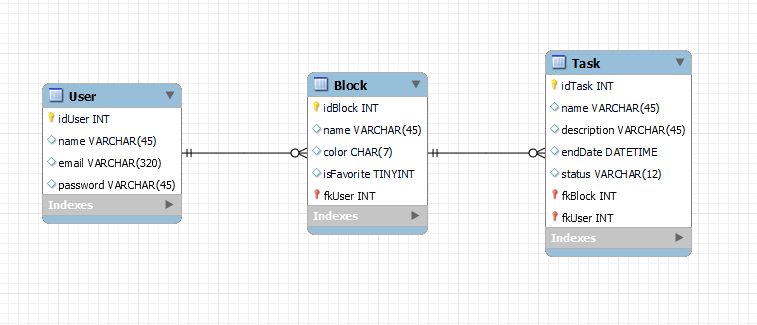 User
idUser INT
name VARCHAR(45)
email VARCHAR(320)
password VARCHAR(45)
Indexes
Block
idBlock INT
name VARCHAR(45)
color CHAR(7)
isFavorite TINYINT
fkUser INT
Indexes
Task
idTask INT
name VARCHAR(45)
description VARCHAR(45)
endDate DATETIME
status VARCHAR(12)
fkBlock INT
fkUser INT
Indexes